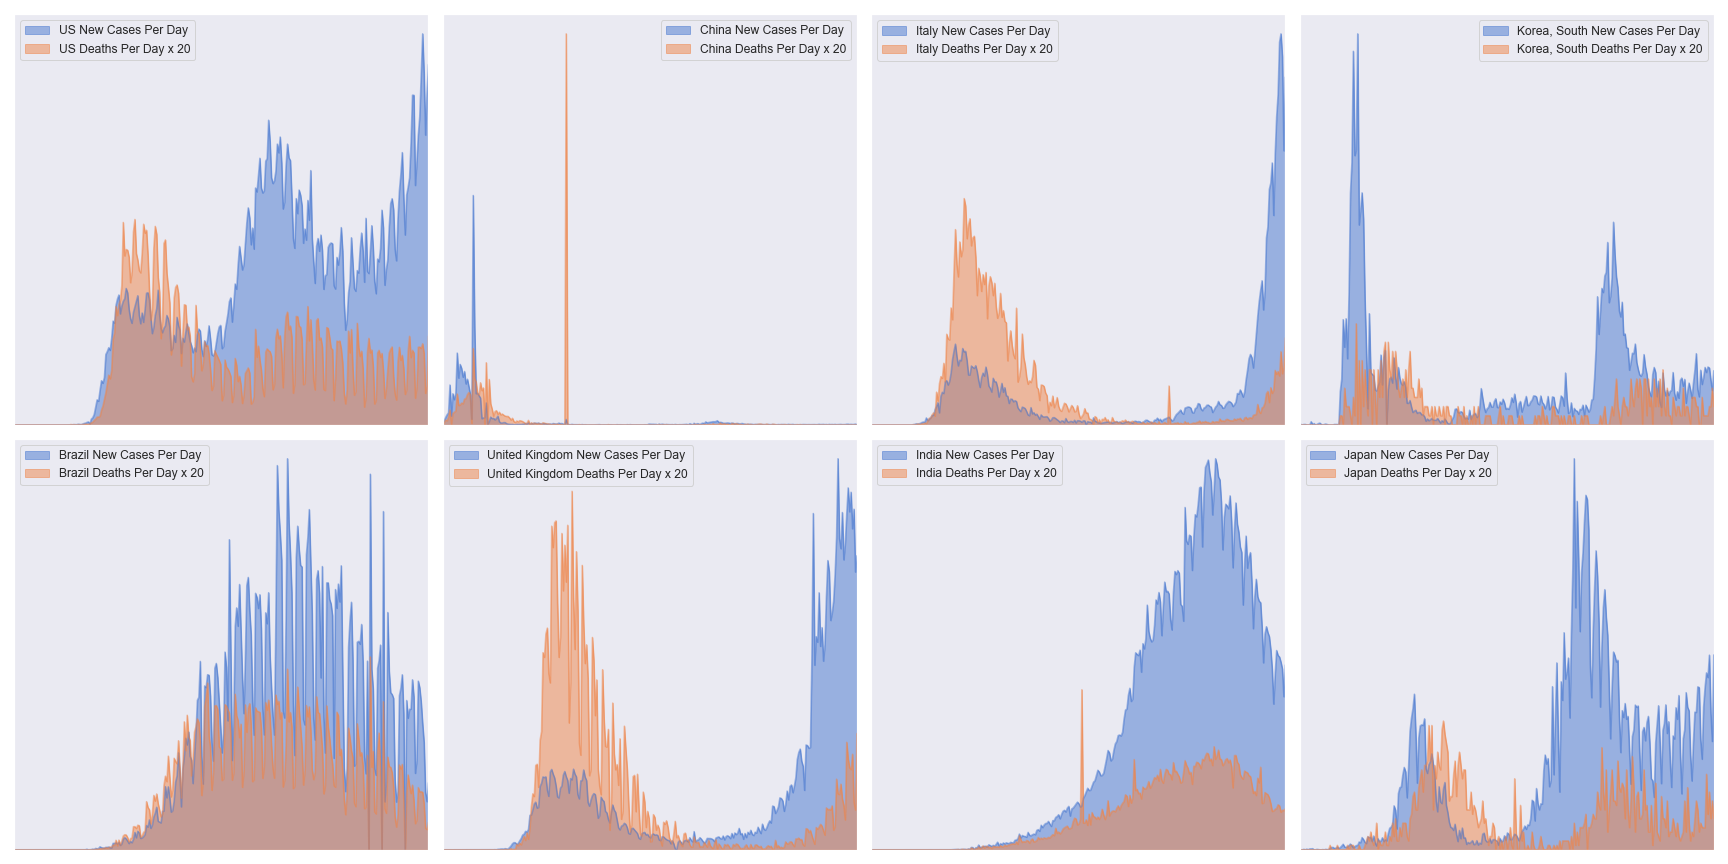 US New Cases Per Day
US Deaths Per Day x 20
China New Cases Per Day
China Deaths Per Day x 20
Italy New Cases Per Day
Italy Deaths Per Day x 20
Korea, South New Cases Per Day
Korea, South Deaths Per Day x 20
Brazil New Cases Per Day
Brazil Deaths Per Day x 20
United Kingdom New Cases Per Day
United Kingdom Deaths Per Day x 20
India New Cases Per Day
India Deaths Per Day x 20
Japan New Cases Per Day
Japan Deaths Per Day x 20